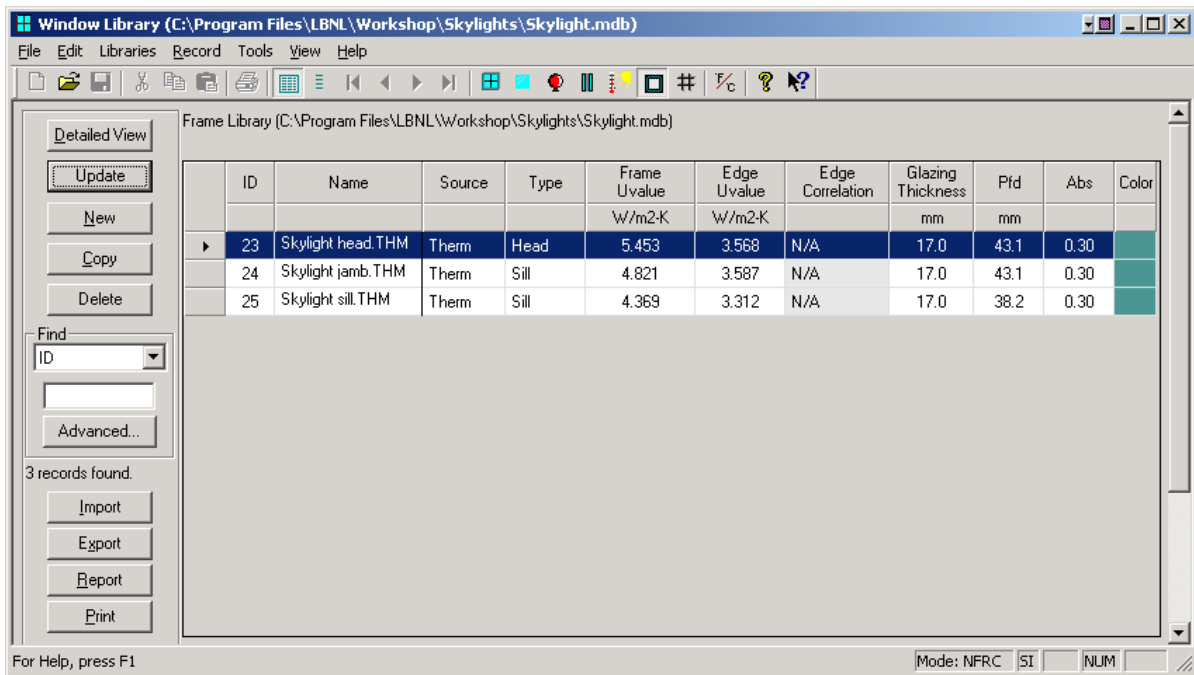 Window Library (C:\Program Files\LBNL\Workshop\Skylights\Skylight.mdb)
File Edit Libraries Record Tools View Help
Frame Library (C:\Program Files\LBNL\Workshop\Skylights\Skylight.mdb)
Detailed View
Update
New
Copy
Delete
Find
ID
Advanced...
3 records found.
Import
Export
Report
Print
ID Name Source Type Frame Uvalue Edge Uvalue Edge Correlation Glazing Thickness Pfd Abs Color
W/m2-K W/m2-K mm mm
23 Skylight head.THM Therm Head 5.453 3.568 N/A 17.0 43.1 0.30
24 Skylight jamb.THM Therm Sill 4.821 3.587 N/A 17.0 43.1 0.30
25 Skylight sill.THM Therm Sill 4.369 3.312 N/A 17.0 38.2 0.30
For Help, press F1
Mode: NFRC SI NUM